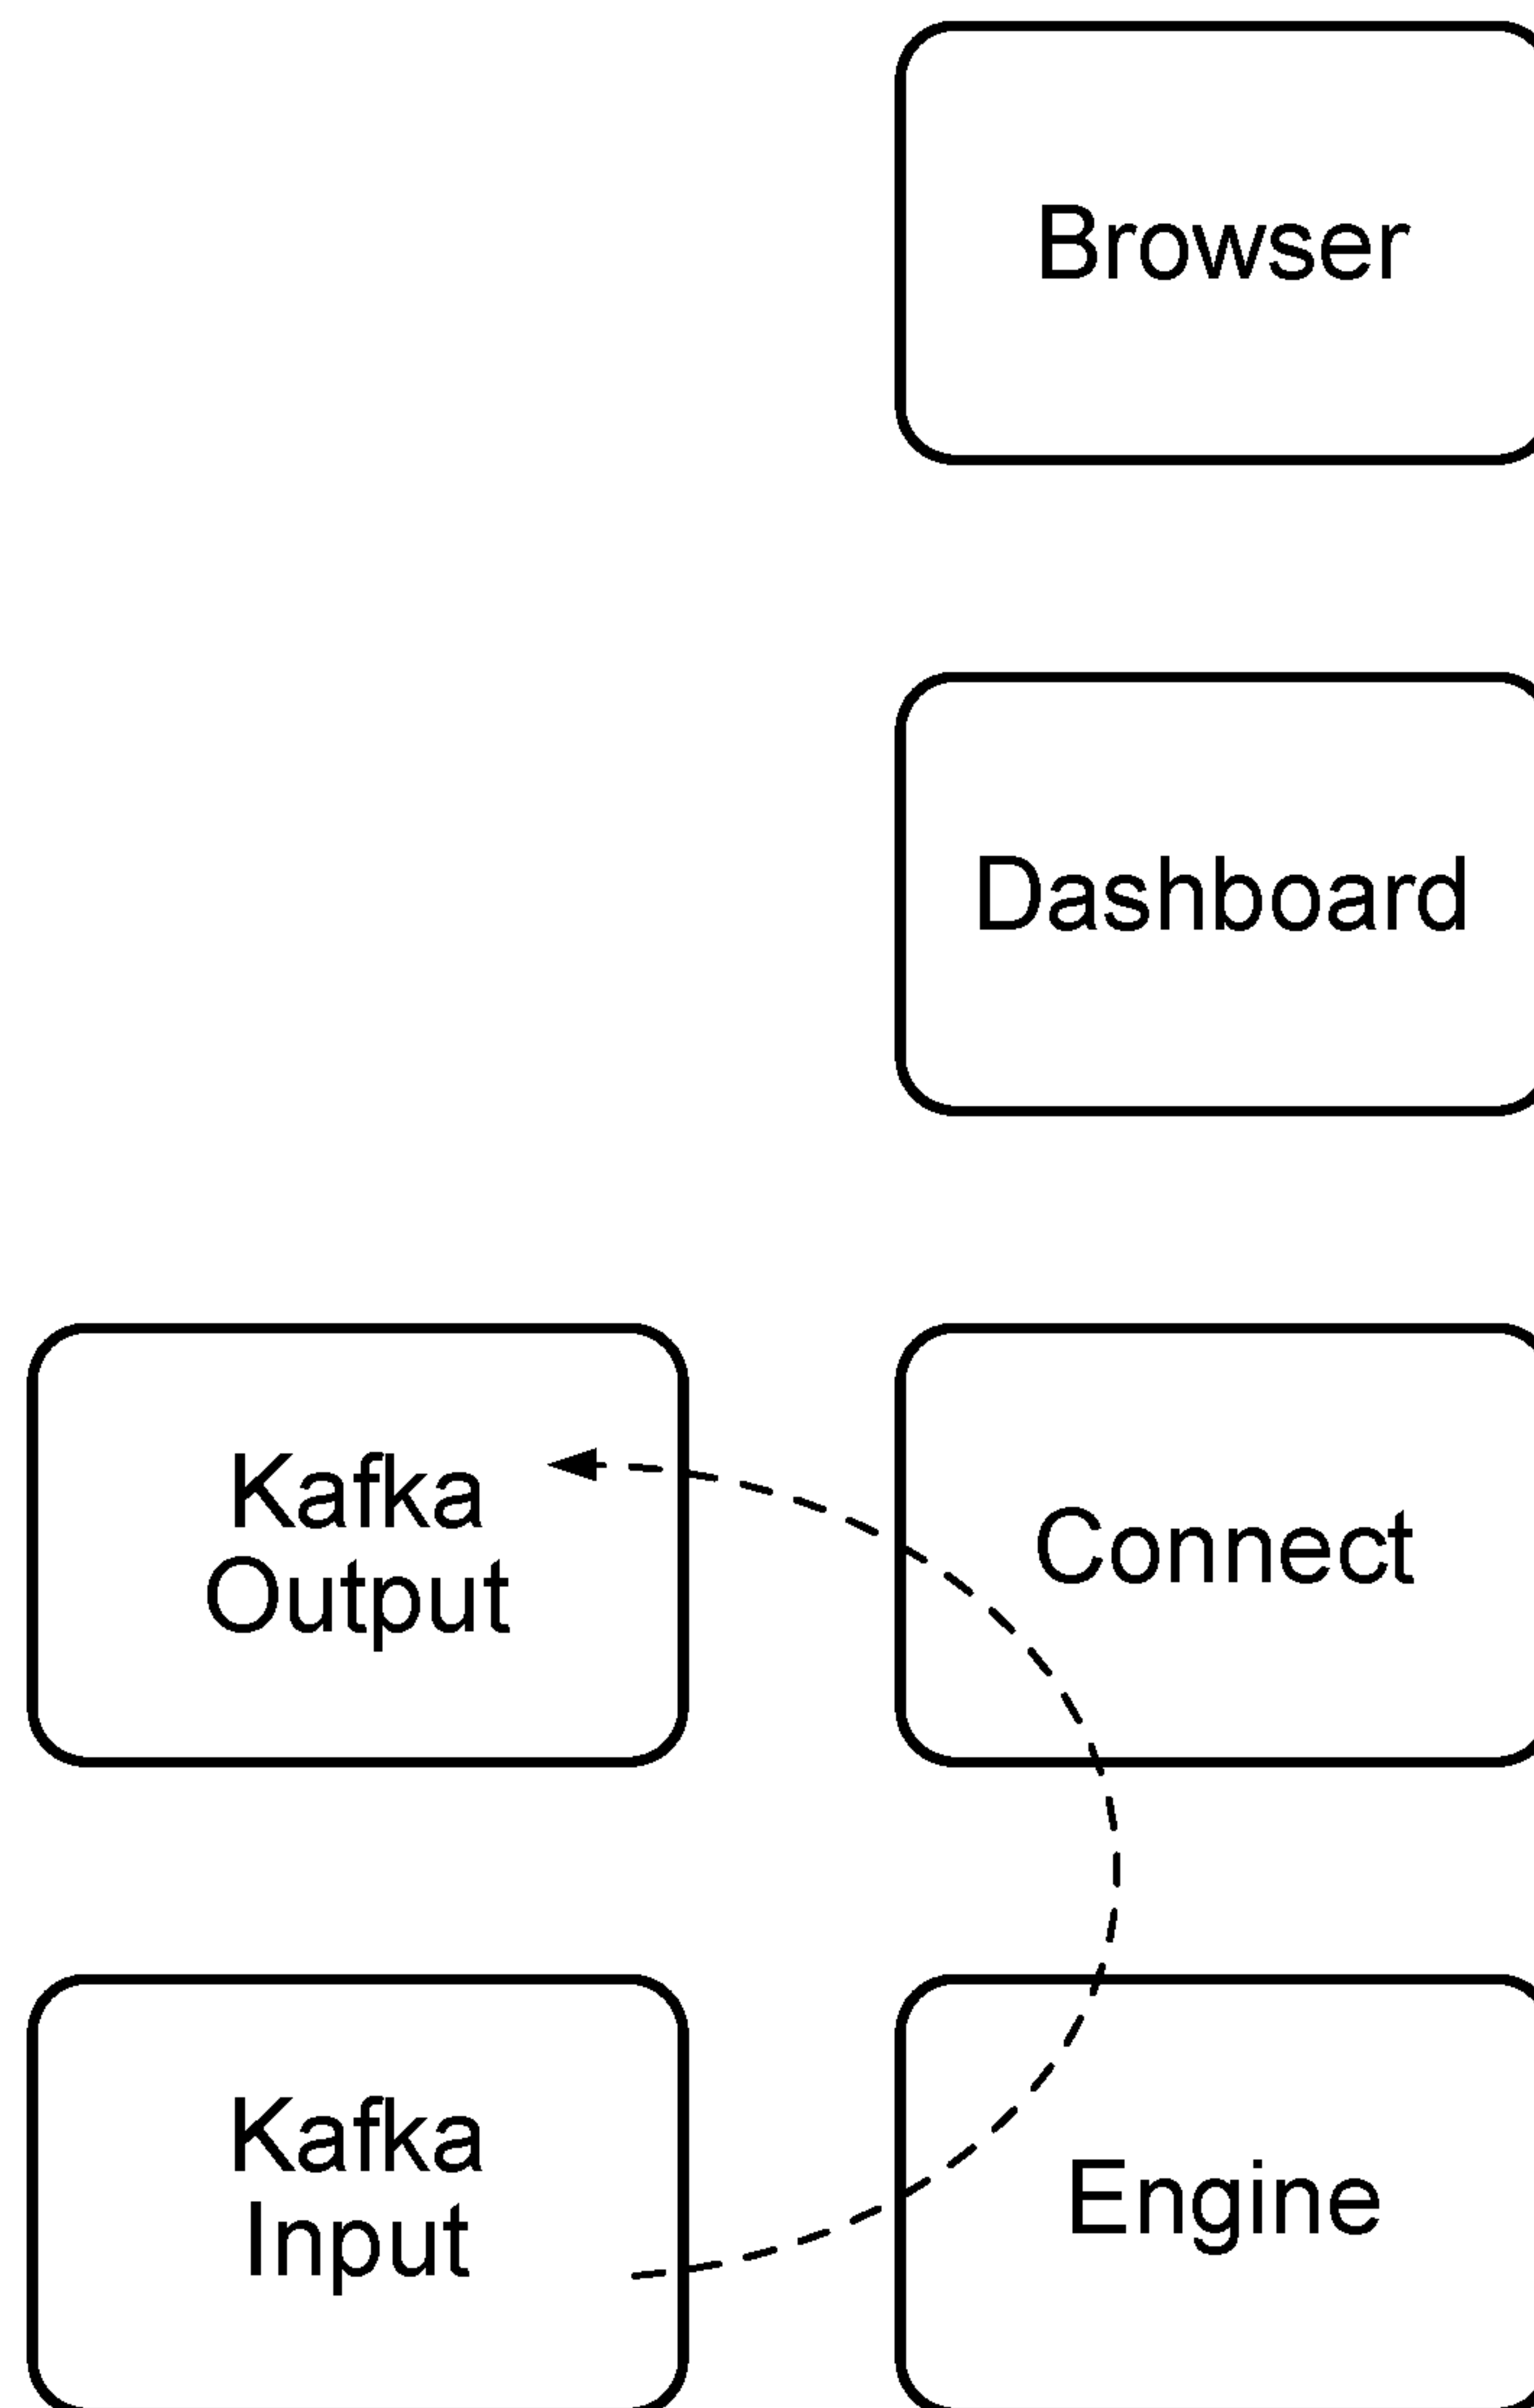 Browser
Dashboard
Kafka
Output
Connect
Kafka
Input
Engine